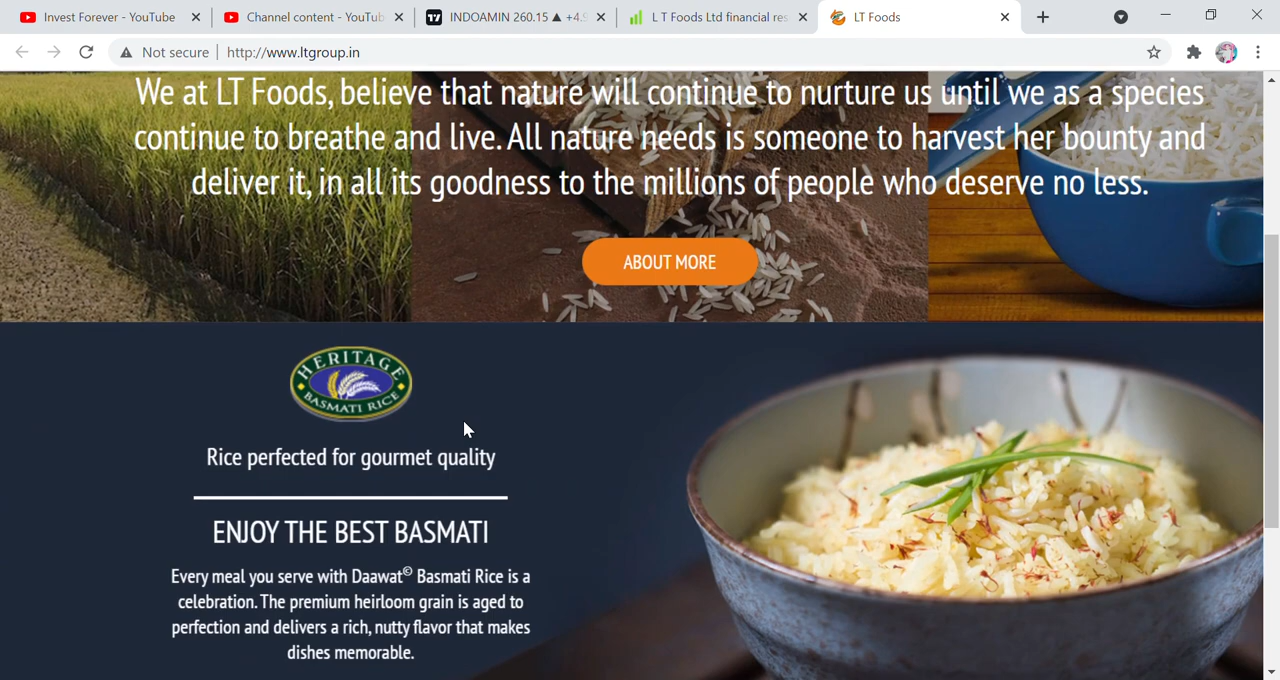 Invest Forever - YouTube
Channel content - YouTub
INDOAMIN 260.15 ▲ +4.9
L T Foods Ltd financial res
LT Foods
Not secure
http://www.ltgroup.in
We at LT Foods, believe that nature will continue to nurture us until we as a species
continue to breathe and live. All nature needs is someone to harvest her bounty and
deliver it, in all its goodness to the millions of people who deserve no less.
ABOUT MORE
HERITAGE
BASMATI RICE
Rice perfected for gourmet quality
ENJOY THE BEST BASMATI
Every meal you serve with Daawat© Basmati Rice is a
celebration. The premium heirloom grain is aged to
perfection and delivers a rich, nutty flavor that makes
dishes memorable.